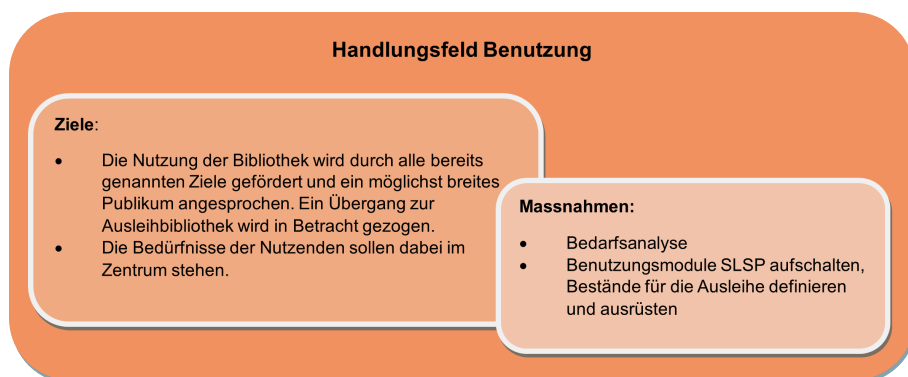 Handlungsfeld Benutzung
Ziele:
• Die Nutzung der Bibliothek wird durch alle bereits
genannten Ziele gefördert und ein möglichst breites
Publikum angesprochen. Ein Übergang zur
Ausleihbibliothek wird in Betracht gezogen.
• Die Bedürfnisse der Nutzenden sollen dabei im
Zentrum stehen.
Massnahmen:
• Bedarfsanalyse
• Benutzungsmodule SLSP aufschalten,
Bestände für die Ausleihe definieren
und ausrüsten